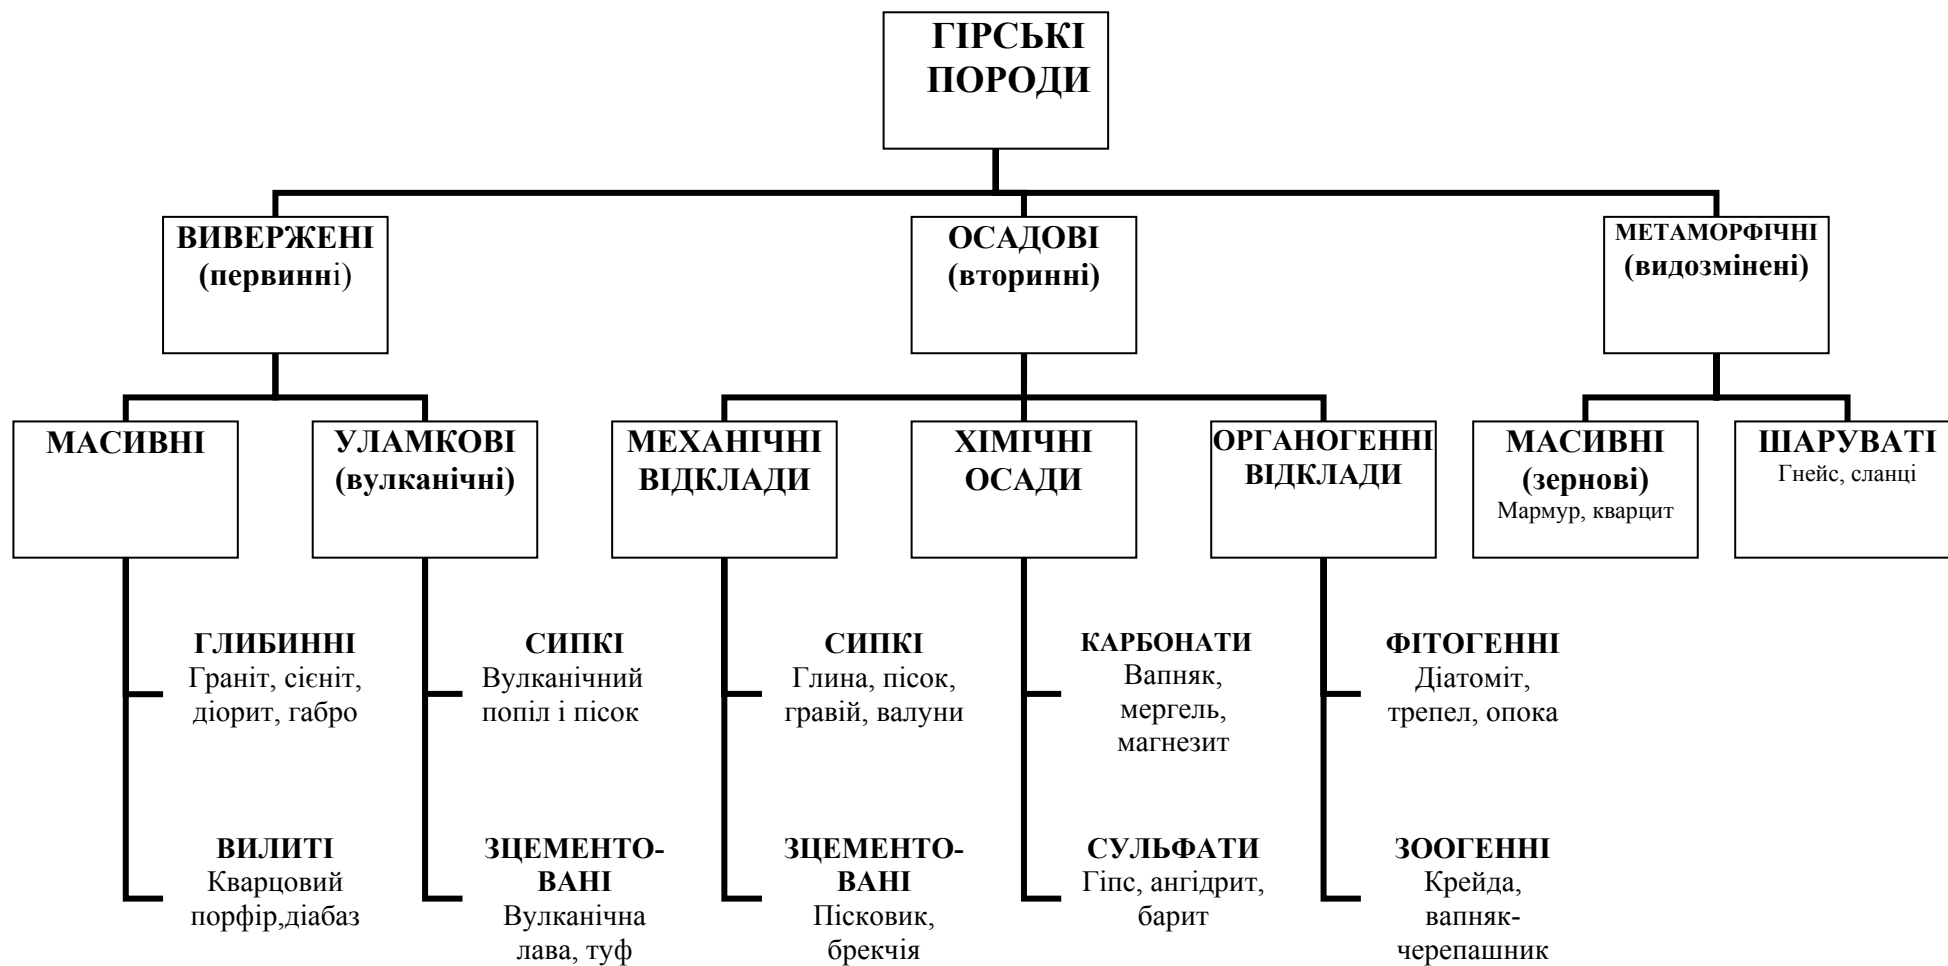 ГІРСЬКІ
ПОРОДИ
ВИВЕРЖЕНІ
(первинні)
ОСАДОВІ
(вторинні)
МЕТАМОРФІЧНІ
(видозмінені)
МАСИВНІ
УЛАМКОВІ
(вулканічні)
МЕХАНІЧНІ
ВІДКЛАДИ
ХІМІЧНІ
ОСАДИ
ОРГАНОГЕННІ
ВІДКЛАДИ
МАСИВНІ
(зернові)
Мармур, кварцит
ШАРУВАТІ
Гнейс, сланці
ГЛИБИННІ
Граніт, сієніт,
діорит, габро
СИПКІ
Вулканічний
попіл і пісок
СИПКІ
Глина, пісок,
гравій, валуни
КАРБОНАТИ
Вапняк,
мергель,
магнезит
ФІТОГЕННІ
Діатоміт,
трепел, опока
ВИЛИТІ
Кварцовий
порфір,діабаз
ЗЦЕМЕНТО-
ВАНІ
Вулканічна
лава, туф
ЗЦЕМЕНТО-
ВАНІ
Пісковик,
брекчія
СУЛЬФАТИ
Гіпс, ангідрит,
барит
ЗООГЕННІ
Крейда,
вапняк-
черепашник